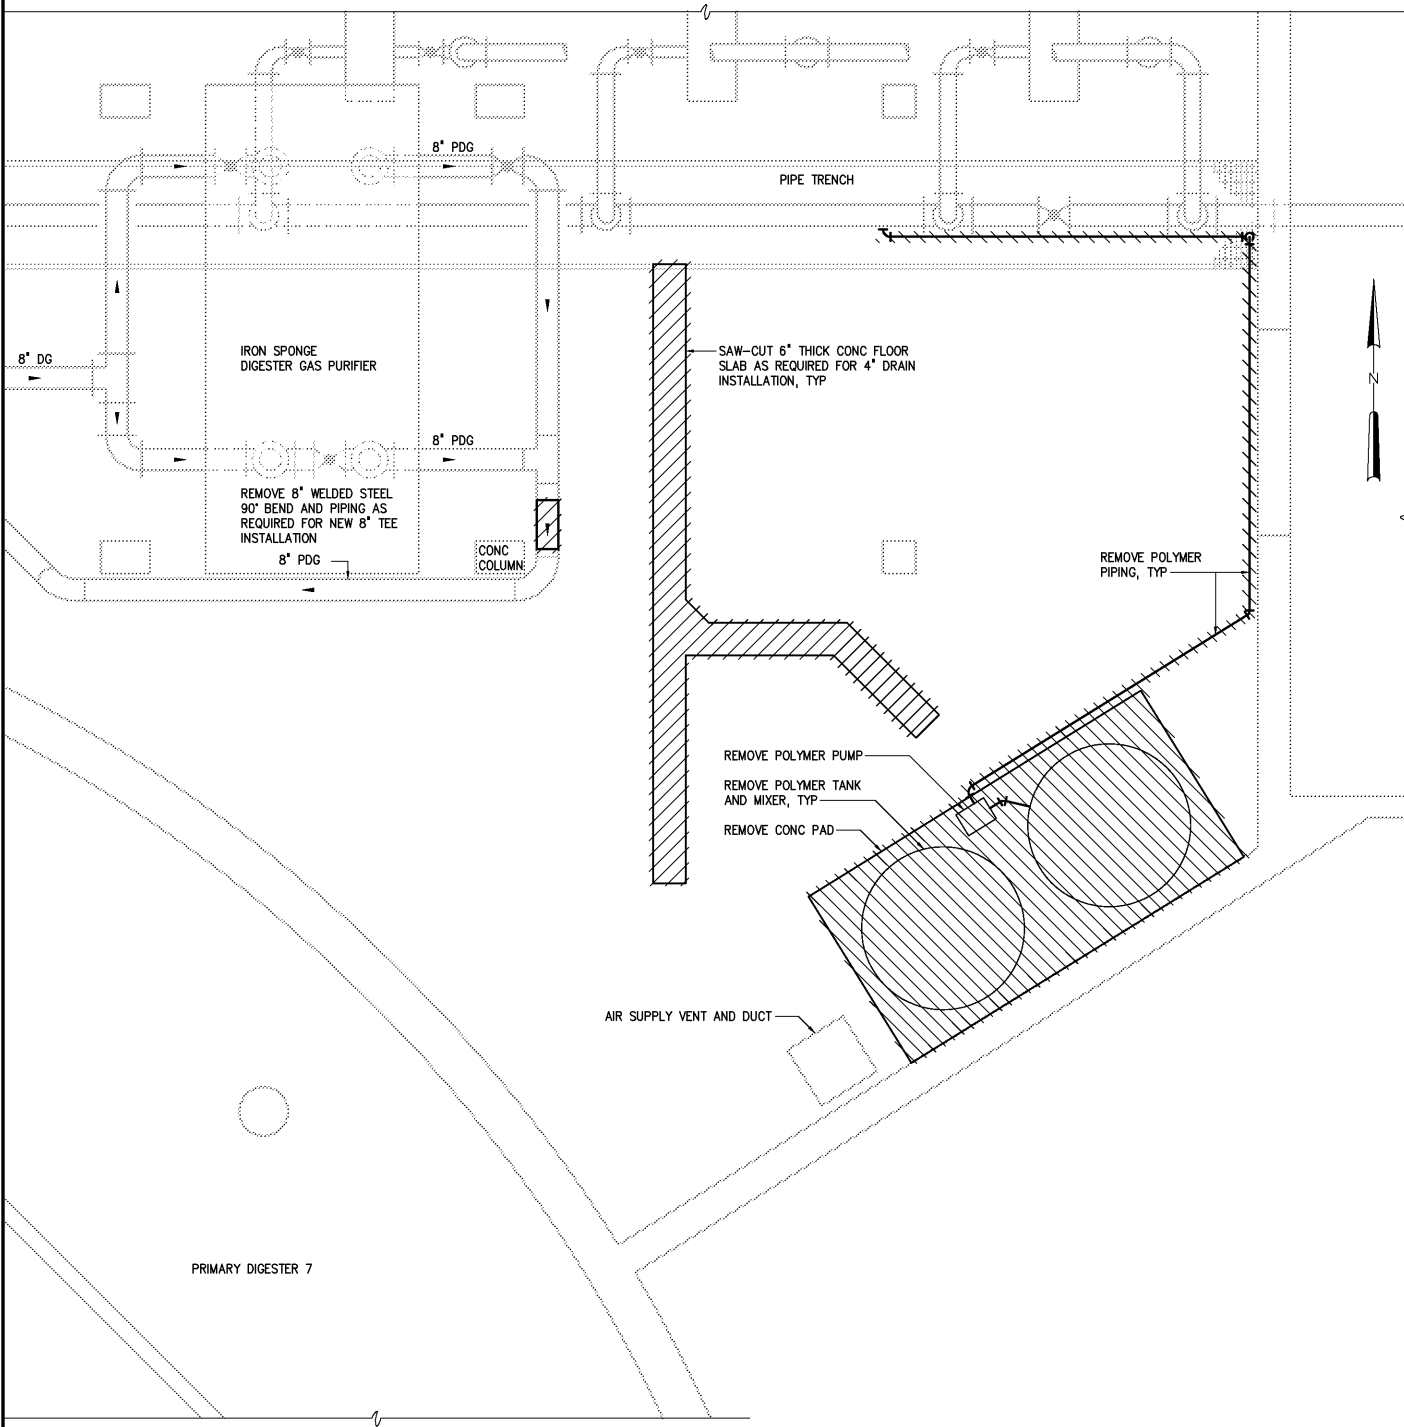 8" PDG
PIPE TRENCH
IRON SPONGE
DIGESTER GAS PURIFIER
8" DG
SAW-CUT 6" THICK CONC FLOOR
SLAB AS REQUIRED FOR 4" DRAIN
INSTALLATION, TYP
N
8" PDG
REMOVE 8" WELDED STEEL
90° BEND AND PIPING AS
REQUIRED FOR NEW 8" TEE
INSTALLATION
8" PDG
CONC
COLUMN
REMOVE POLYMER
PIPING, TYP
REMOVE POLYMER PUMP
REMOVE POLYMER TANK
AND MIXER, TYP
REMOVE CONC PAD
AIR SUPPLY VENT AND DUCT
PRIMARY DIGESTER 7